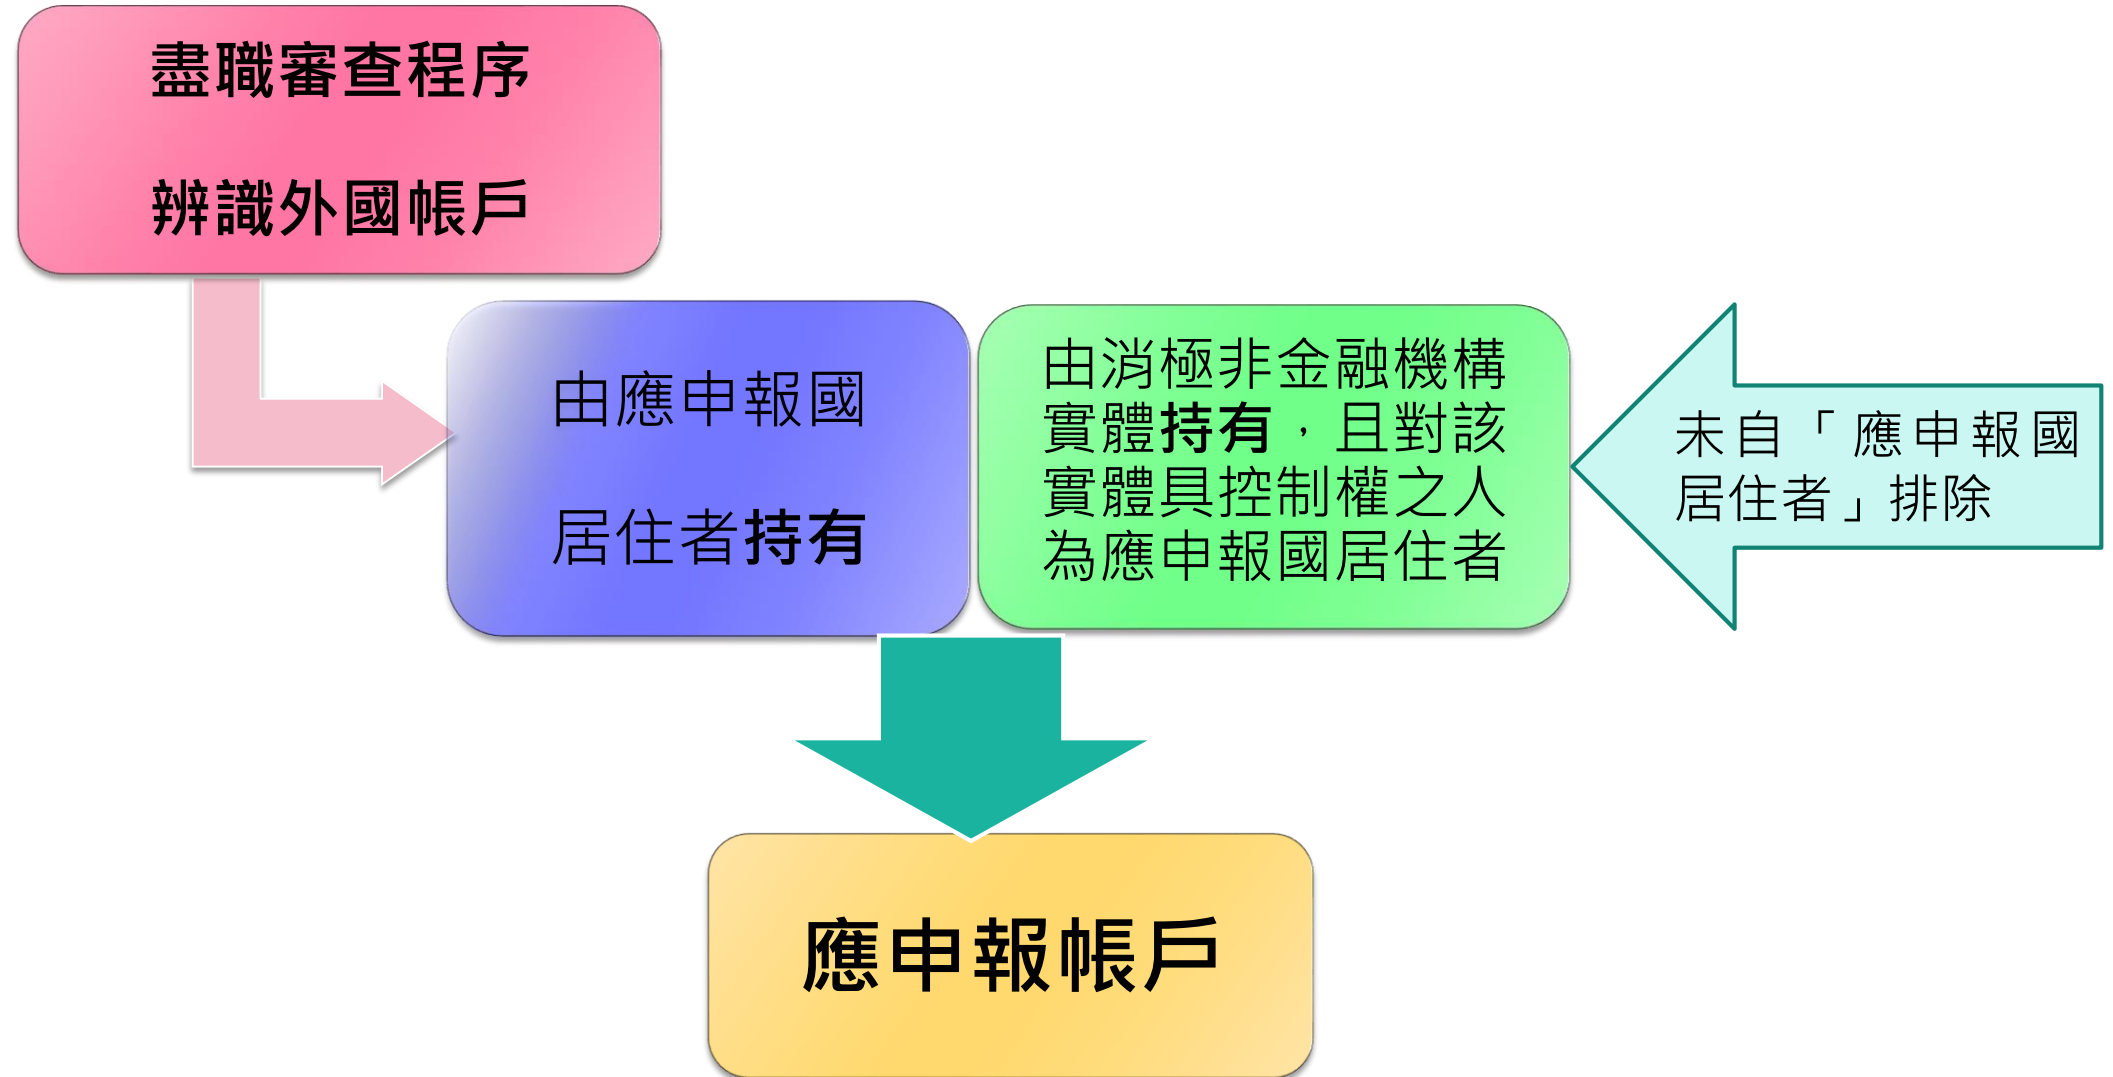 盡職審查程序
辨識外國帳戶
由應申報國
居住者持有
由消極非金融機構
實體持有，且對該
實體具控制權之人
為應申報國居住者
未自「應申報國
居住者」排除
應申報帳戶